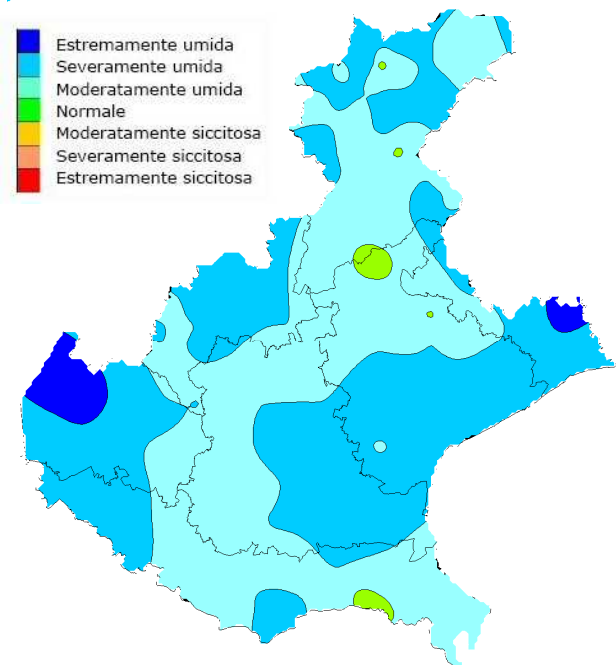 Estremamente umida
Severamente umida
Moderatamente umida
Normale
Moderatamente siccitosa
Severamente siccitosa
Estremamente siccitosa